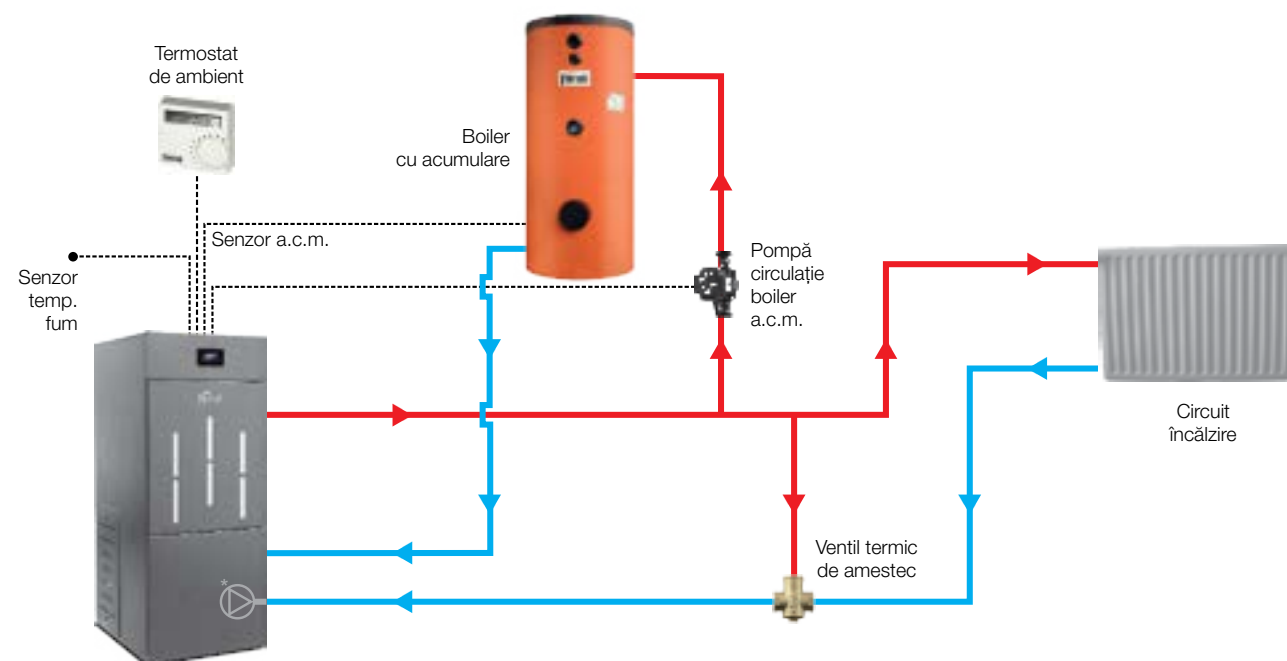 Termostat
de ambient
Boiler
cu acumulare
Senzor a.c.m.
Senzor
temp.
fum
Pompă
circulație
boiler
a.c.m.
Circuit
încălzire
Ventil termic
de amestec
*